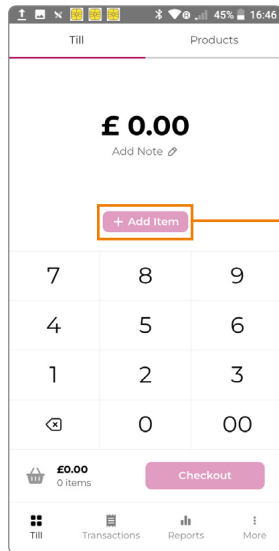 45% 16:46
Till Products
£ 0.00
Add Note
+ Add Item
7 8 9
4 5 6
1 2 3
0 00
£0.00
0 items
Checkout
Till Transactions Reports More